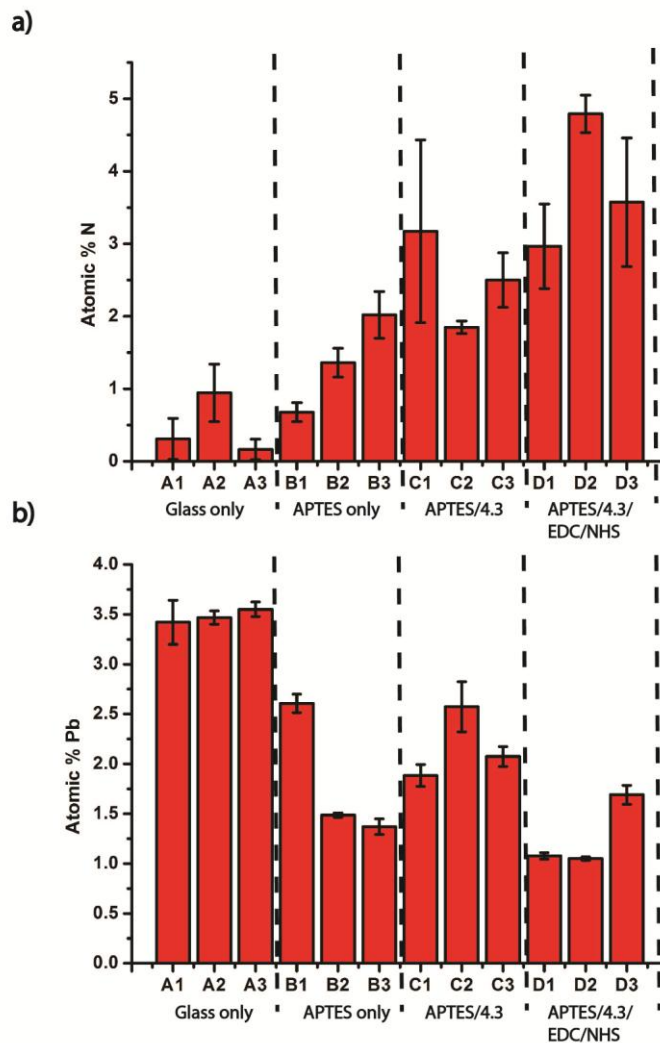 a)
Atomic % N
5
4
3
2
1
0
A1 A2 A3 B1 B2 B3 C1 C2 C3 D1 D2 D3
Glass only APTES only APTES/4.3 APTES/4.3/
EDC/NHS
b)
Atomic % Pb
4.0
3.5
3.0
2.5
2.0
1.5
1.0
0.5
0.0
A1 A2 A3 B1 B2 B3 C1 C2 C3 D1 D2 D3
Glass only APTES only APTES/4.3 APTES/4.3/
EDC/NHS